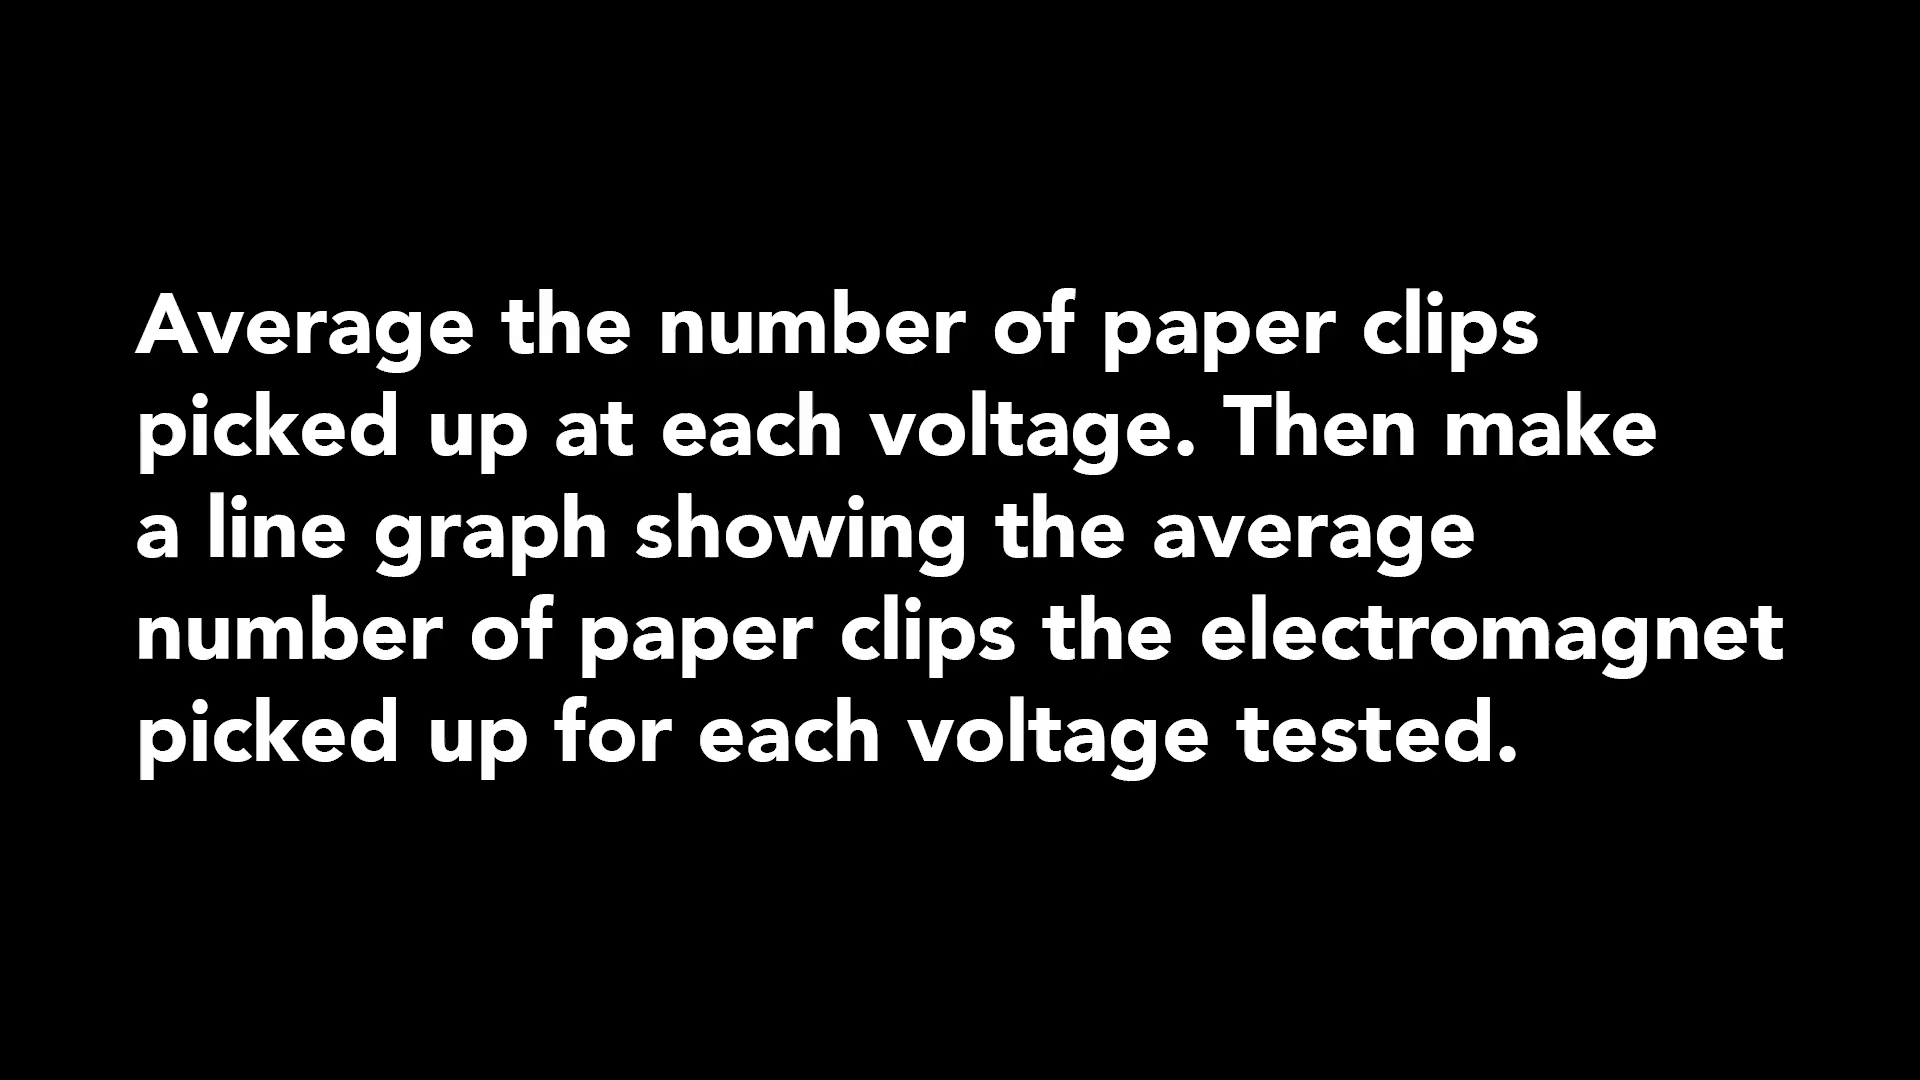 Average the number of paper clips
picked up at each voltage. Then make
a line graph showing the average
number of paper clips the electromagnet
picked up for each voltage tested.